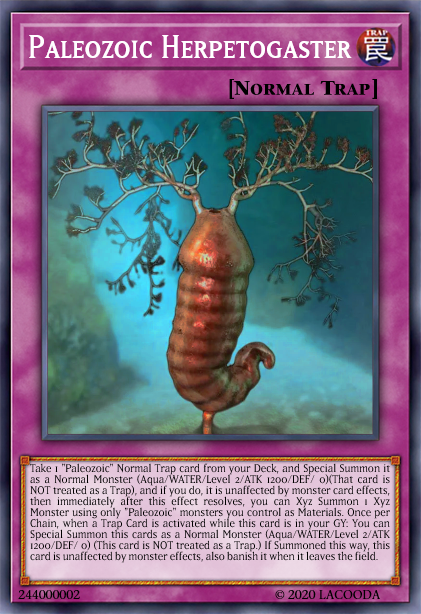 PALEOZOIC HERPETOGASTER
TRAP
罠
[NORMAL TRAP]
Take 1 "Paleozoic" Normal Trap card from your Deck, and Special Summon it
as a Normal Monster (Aqua/WATER/Level 2/ATK 1200/DEF/ 0)(That card is
NOT treated as a Trap), and if you do, it is unaffected by monster card effects,
then immediately after this effect resolves, you can Xyz Summon 1 Xyz
Monster using only "Paleozoic" monsters you control as Materials. Once per
Chain, when a Trap Card is activated while this card is in your GY: You can
Special Summon this cards as a Normal Monster (Aqua/WATER/Level 2/ATK
1200/DEF/ 0) (This card is NOT treated as a Trap.) If Summoned this way, this
card is unaffected by monster effects, also banish it when it leaves the field.
244000002
© 2020 LACOODA